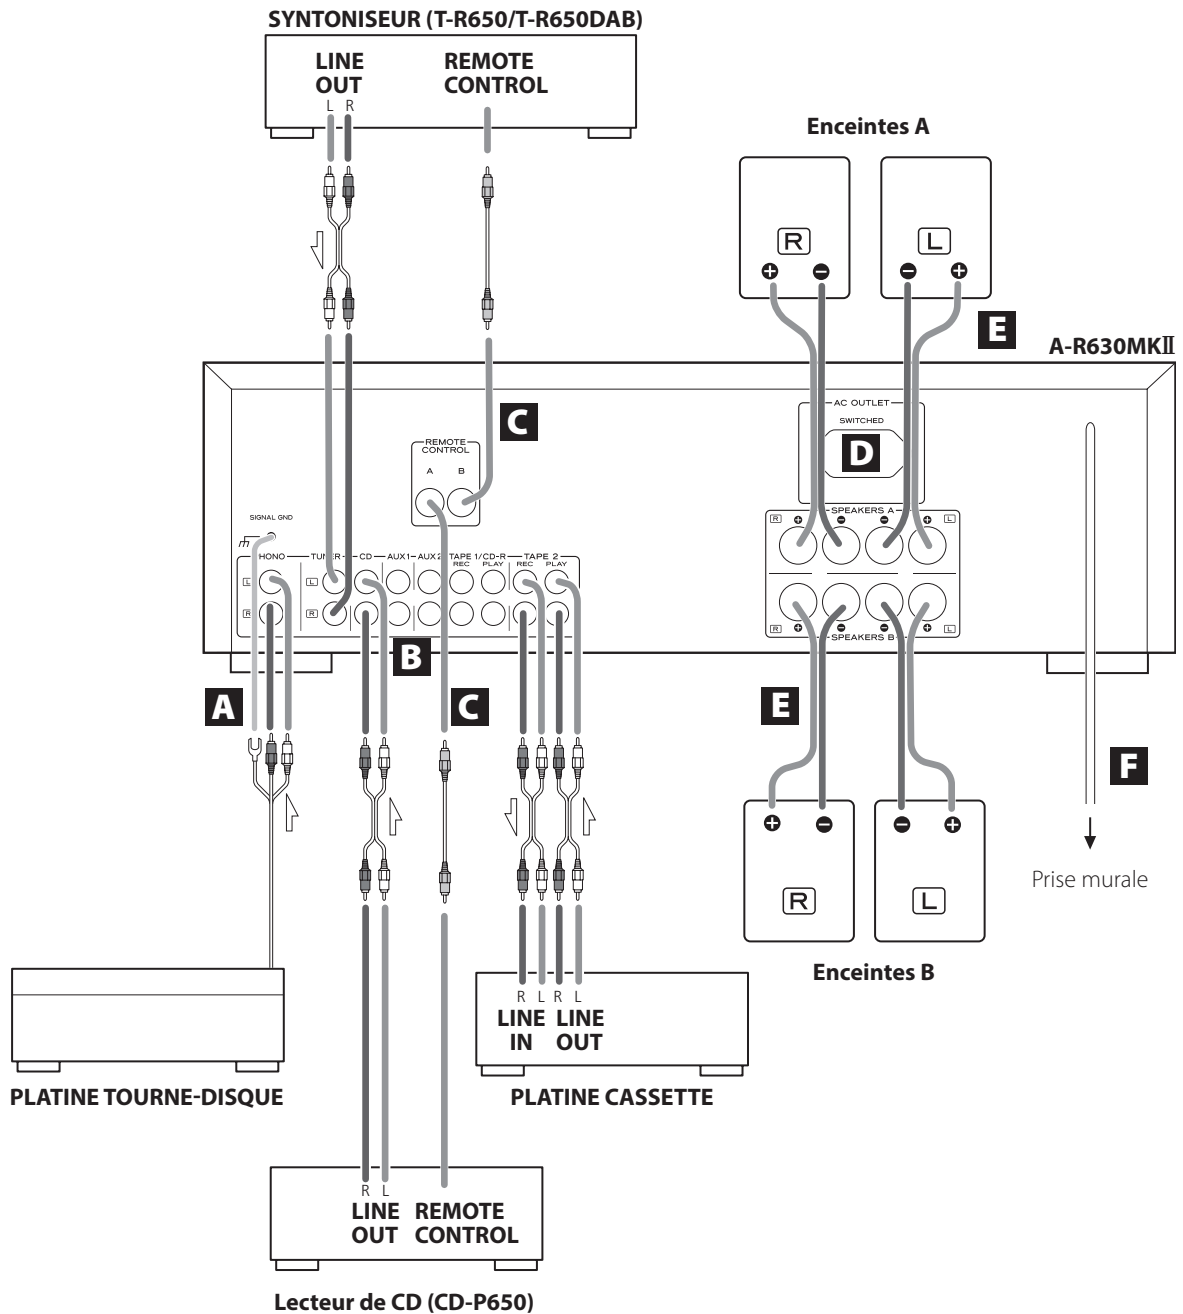 SYNTONISEUR (T-R650/T-R650DAB)
LINE OUT
REMOTE CONTROL
L R
Enceintes A
R
L
E
A-R630MKⅡ
AC OUTLET
SWITCHED
C
D
REMOTE CONTROL
A B
SPEAKERS A
R
L
SIGNAL GND
HONO
TUNER
CD
AUX1
AUX2
TAPE 1/CD-R
REC PLAY
TAPE 2
REC PLAY
L
L
R
R
R
L
SPEAKERS B
B
A
C
E
F
Prise murale
R
L
Enceintes B
R L R L
LINE IN
LINE OUT
PLATINE TOURNE-DISQUE
PLATINE CASSETTE
R L
LINE OUT
REMOTE CONTROL
Lecteur de CD (CD-P650)